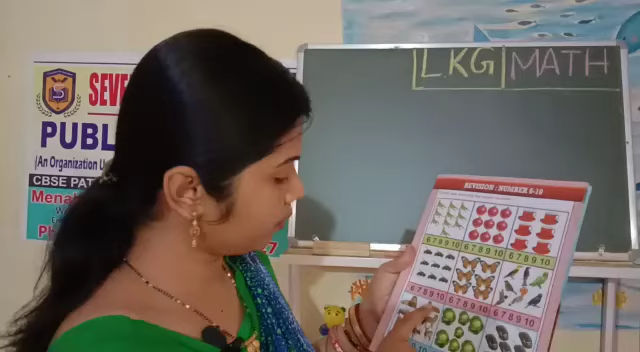 LKG MATH
SEVE
PUBL
(An Organization U
CBSE PAT
Mena
REVISION : NUMBER 6-10
6 7 8 9 10 6 7 8 9 10 6 7 8 9 10
6 7 8 9 10 6 7 8 9 10 6 7 8 9 10